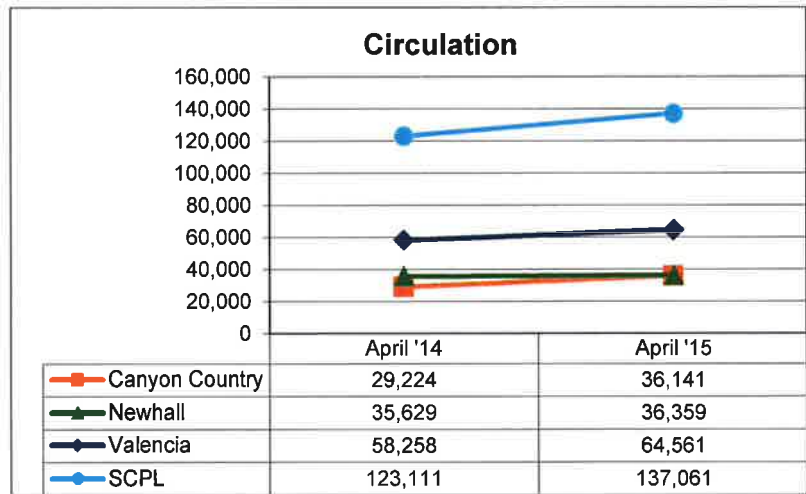 Circulation
160,000
140,000
120,000
100,000
80,000
60,000
40,000
20,000
0
April '14 April '15
Canyon Country 29,224 36,141
Newhall 35,629 36,359
Valencia 58,258 64,561
SCPL 123,111 137,061